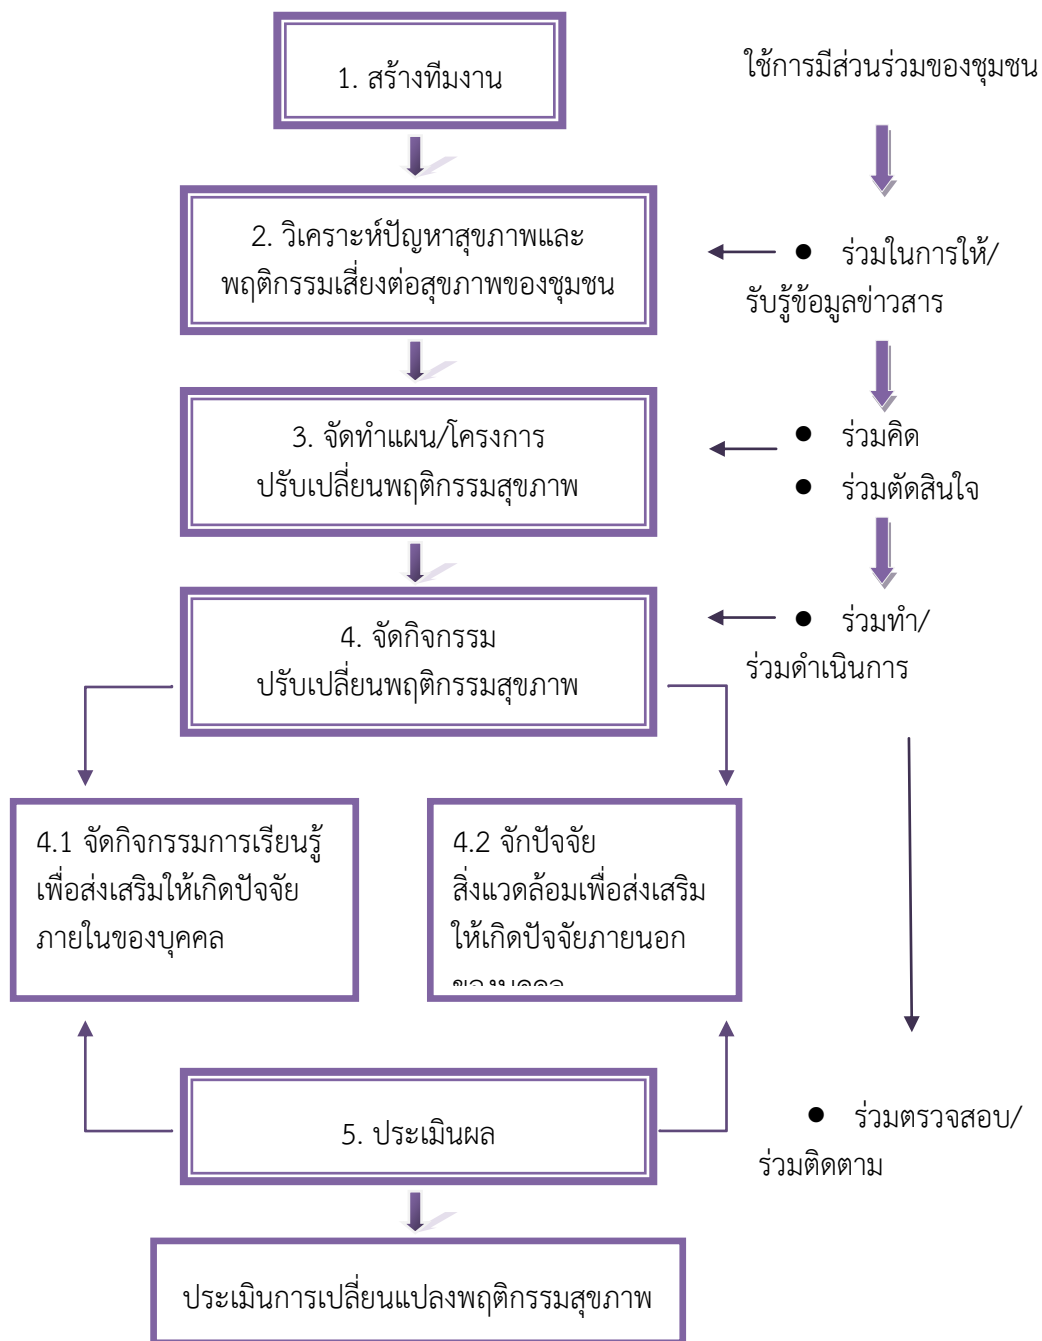 1. สร้างทีมงาน
ใช้การมีส่วนร่วมของชุมชน
2. วิเคราะห์ปัญหาสุขภาพและ
พฤติกรรมเสี่ยงต่อสุขภาพของชุมชน
● ร่วมในการให้/
รับรู้ข้อมูลข่าวสาร
3. จัดทำแผน/โครงการ
ปรับเปลี่ยนพฤติกรรมสุขภาพ
● ร่วมคิด
● ร่วมตัดสินใจ
4. จัดกิจกรรม
ปรับเปลี่ยนพฤติกรรมสุขภาพ
● ร่วมทำ/
ร่วมดำเนินการ
4.1 จัดกิจกรรมการเรียนรู้
เพื่อส่งเสริมให้เกิดปัจจัย
ภายในของบุคคล
4.2 จักปัจจัย
สิ่งแวดล้อมเพื่อส่งเสริม
ให้เกิดปัจจัยภายนอก
ของบุคคล
5. ประเมินผล
● ร่วมตรวจสอบ/
ร่วมติดตาม
ประเมินการเปลี่ยนแปลงพฤติกรรมสุขภาพ